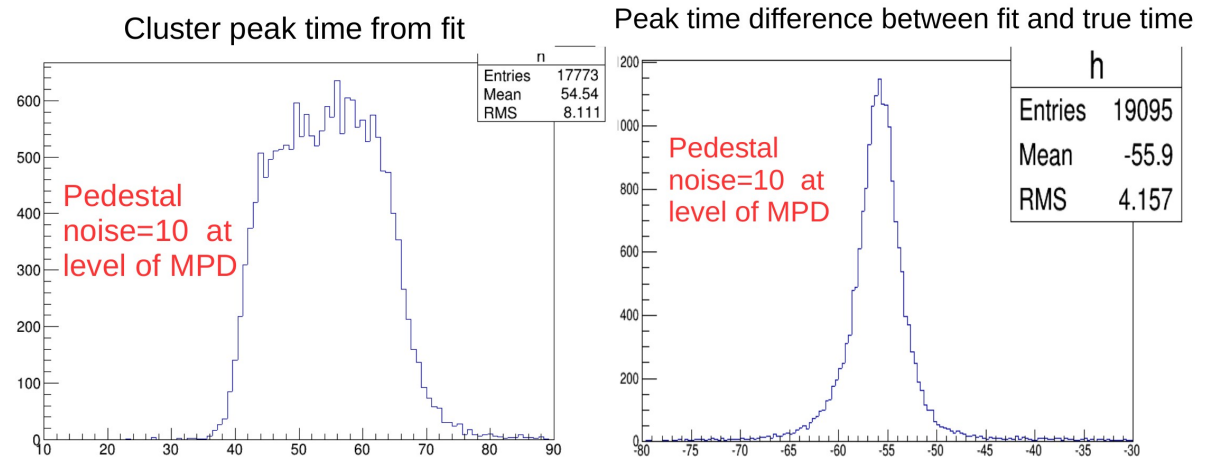 Cluster peak time from fit
Peak time difference between fit and true time
h
Entries 17773
Mean 54.54
RMS 8.111
Pedestal
noise=10 at
level of MPD
600
500
400
300
200
100
0
10 20 30 40 50 60 70 80 90
h
Entries 19095
Mean -55.9
RMS 4.157
Pedestal
noise=10 at
level of MPD
200
000
800
600
400
200
0
-80 -75 -70 -65 -60 -55 -50 -45 -40 -35 -30